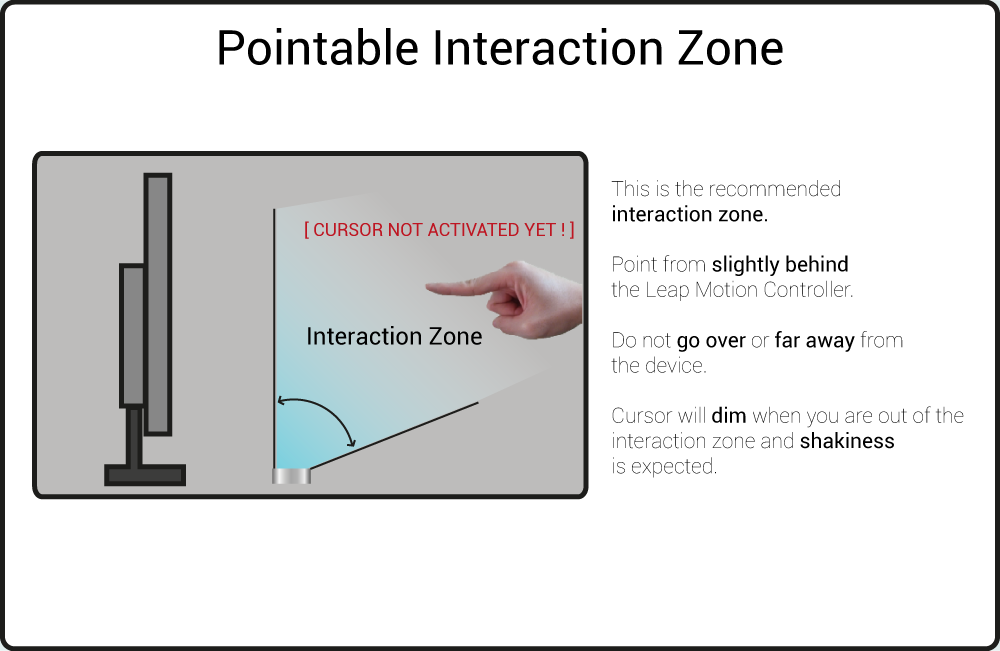 Pointable Interaction Zone
[ CURSOR NOT ACTIVATED YET ! ]
Interaction Zone
This is the recommended
interaction zone.
Point from slightly behind
the Leap Motion Controller.
Do not go over or far away from
the device.
Cursor will dim when you are out of the
interaction zone and shakiness
is expected.